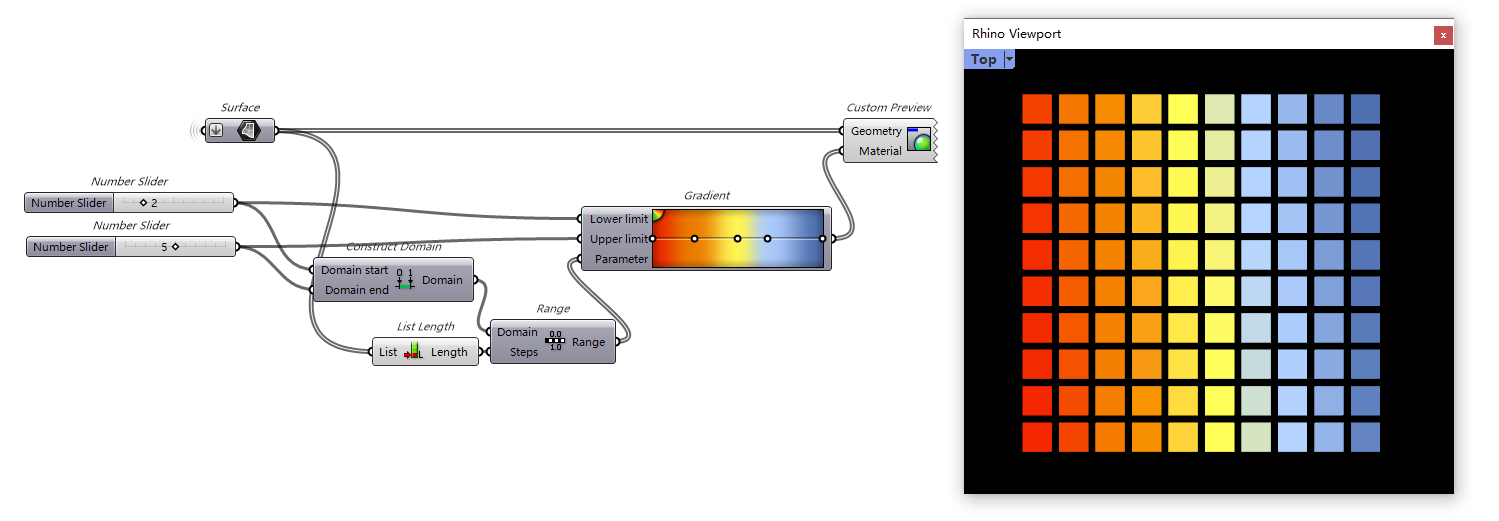 Rhino Viewport
x
Top
Surface
Custom Preview
Geometry
Material
Number Slider
Number Slider
2
Number Slider
Number Slider
5
Gradient
Lower limit
Upper limit
Parameter
Construct Domain
Domain start
Domain end
0 1
Domain
Range
Domain
Steps
0.0
1.0
Range
List Length
List
L
Length